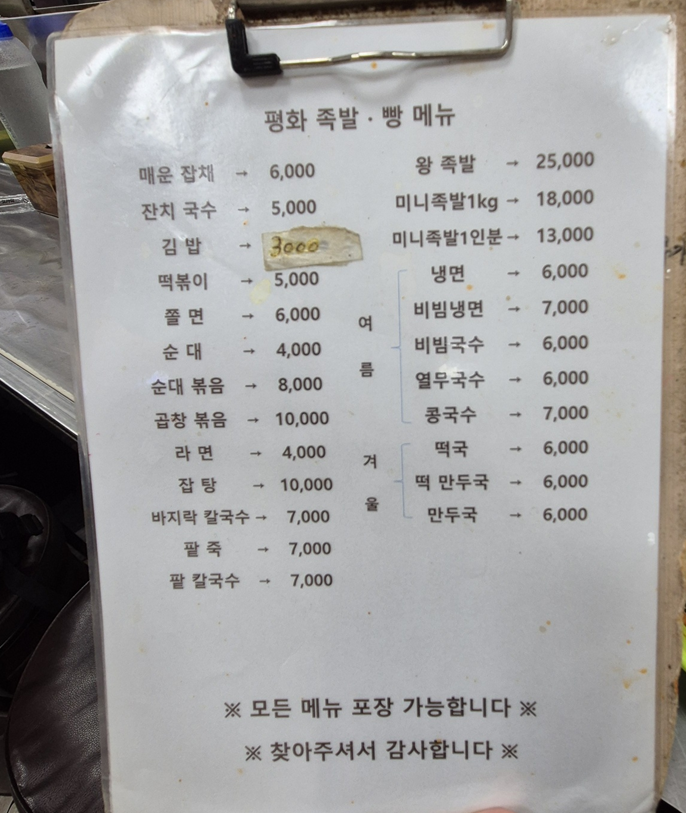 평화 족발 · 빵 메뉴
매운 잡채 → 6,000
잔치 국수 → 5,000
김 밥 → 3000
떡볶이 → 5,000
쫄 면 → 6,000
순 대 → 4,000
순대 볶음 → 8,000
곱창 볶음 → 10,000
라 면 → 4,000
잡 탕 → 10,000
바지락 칼국수 → 7,000
팥 죽 → 7,000
팥 칼국수 → 7,000
왕 족발 → 25,000
미니족발1kg → 18,000
미니족발1인분 → 13,000
여름
냉면 → 6,000
비빔냉면 → 7,000
비빔국수 → 6,000
열무국수 → 6,000
콩국수 → 7,000
겨울
떡국 → 6,000
떡 만두국 → 6,000
만두국 → 6,000
※ 모든 메뉴 포장 가능합니다 ※
※ 찾아주셔서 감사합니다 ※